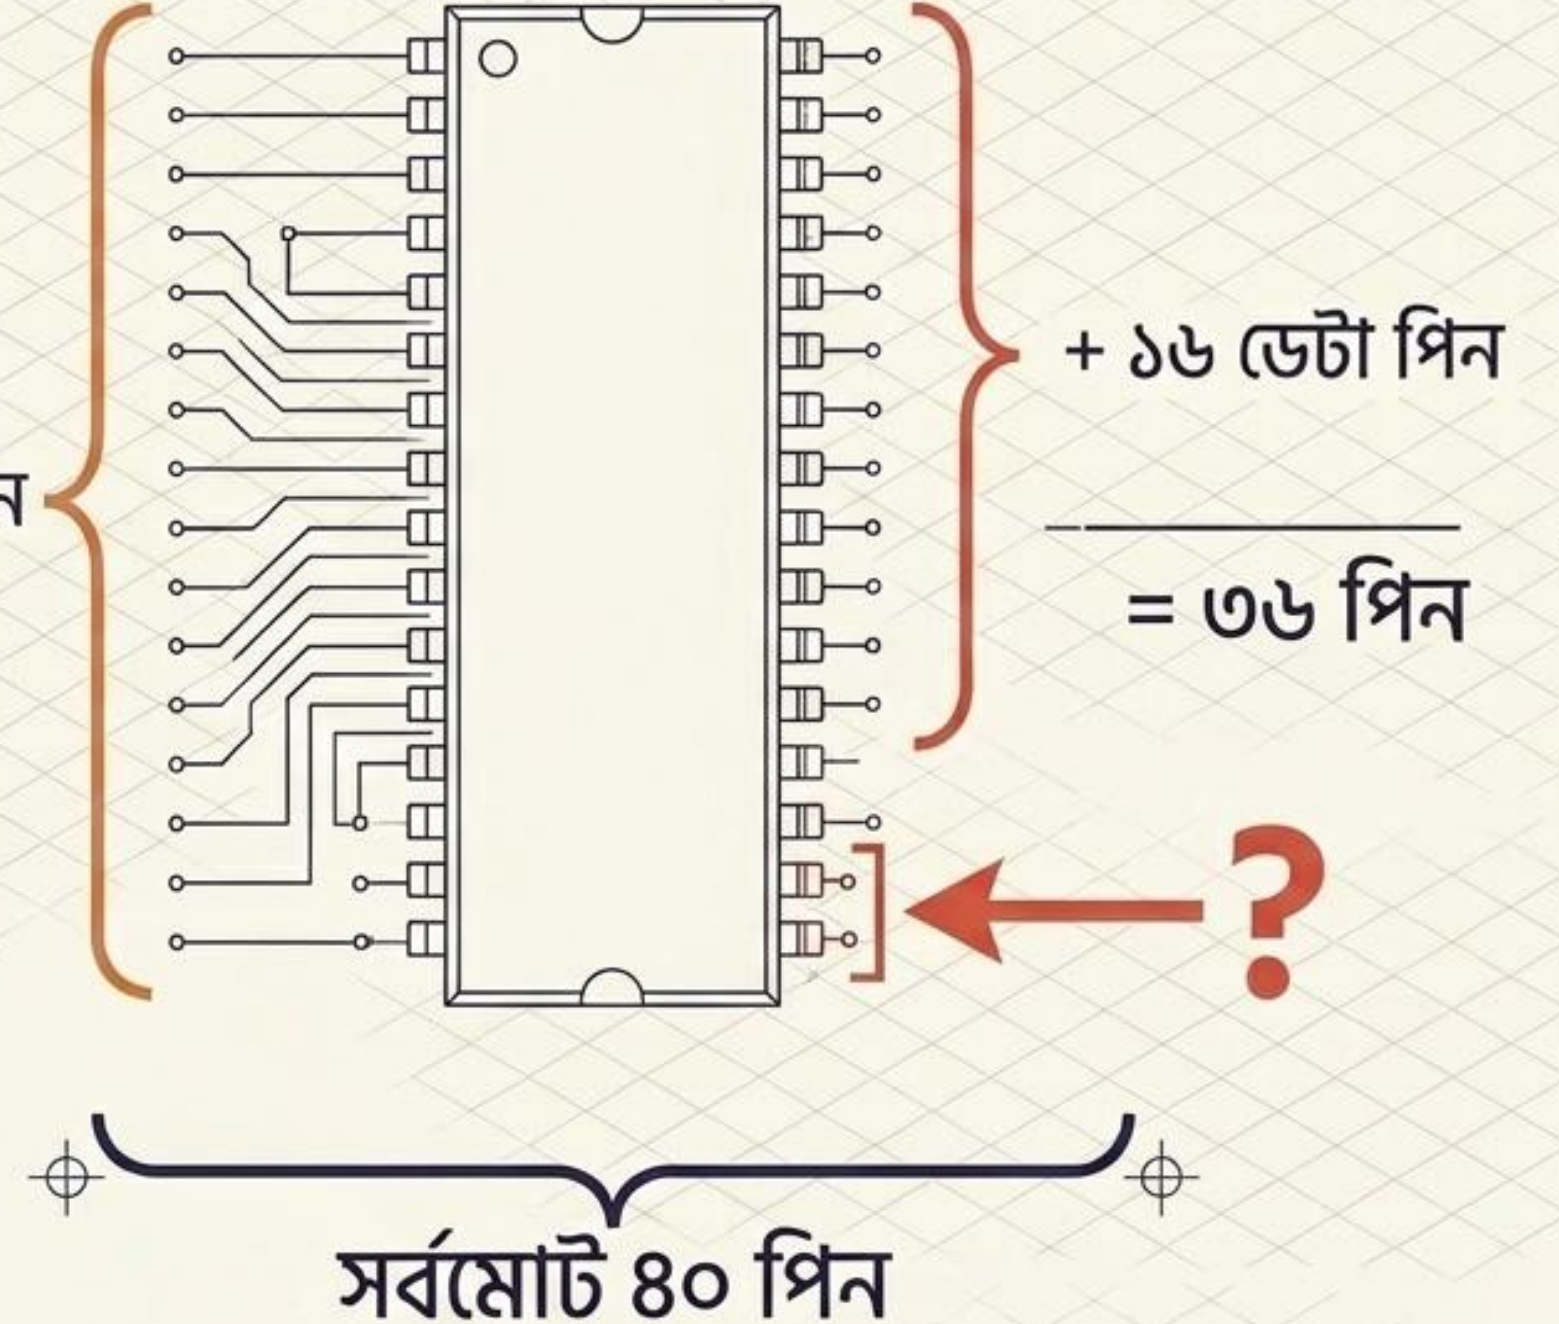 ন
+ ১৬ ডেটা পিন
= ৩৬ পিন
?
সর্বমোট ৪০ পিন